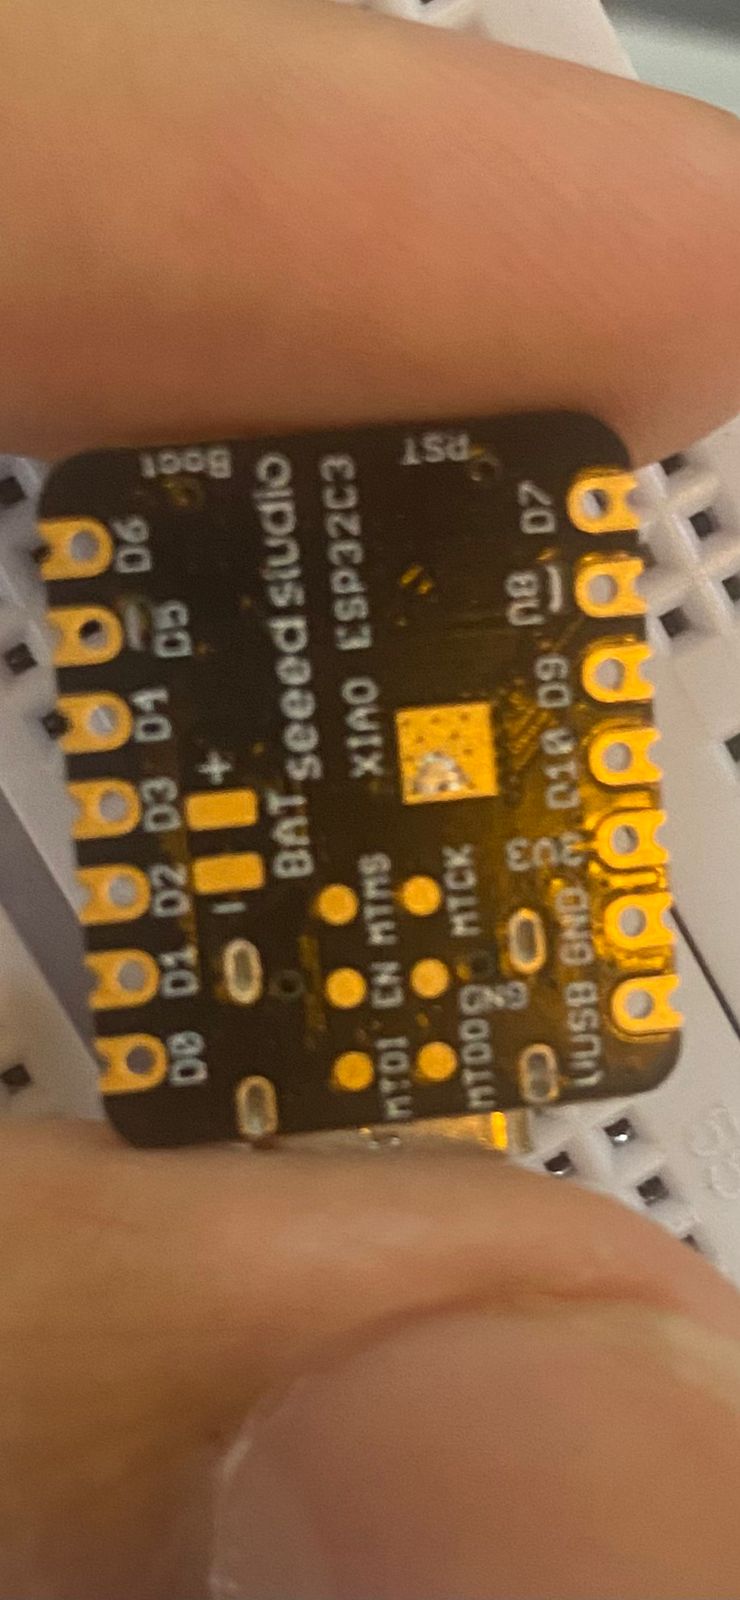 Boot
RST
D6
D5
D4
D3
D2
D1
D0
+
-
BAT
seeed studio
XIAO ESP32C3
MTMS
EN
MTDI
MTCK
GND
MTDO
D7
D8
D9
D10
3V3
GND
VUSB